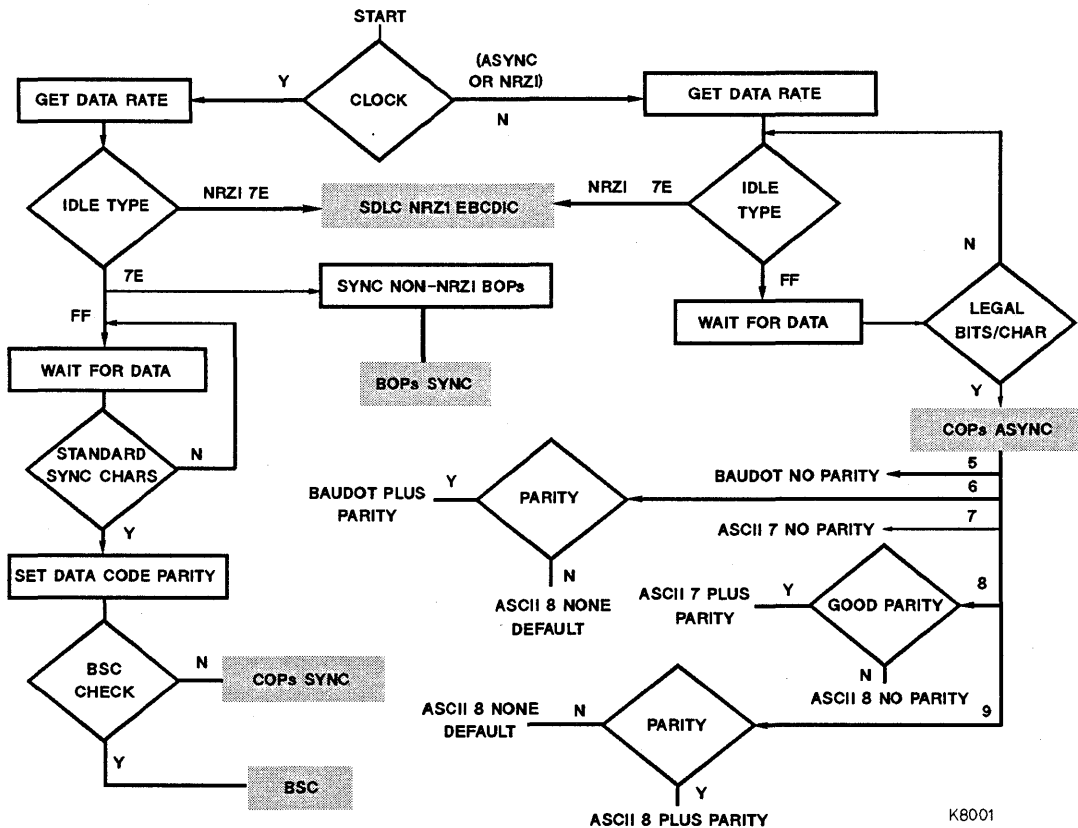 START
(ASYNC
OR NRZI)
Y
CLOCK
N
GET DATA RATE
GET DATA RATE
IDLE TYPE
NRZI 7E
SDLC NRZ1 EBCDIC
NRZI 7E
IDLE
TYPE
N
7E
SYNC NON-NRZI BOPs
FF
FF
WAIT FOR DATA
LEGAL
BITS/CHAR
WAIT FOR DATA
BOPs SYNC
Y
COPs ASYNC
STANDARD
SYNC CHARS
N
Y
5
BAUDOT NO PARITY
6
BAUDOT PLUS
PARITY
Y
PARITY
N
ASCII 8 NONE
DEFAULT
7
ASCII 7 NO PARITY
SET DATA CODE PARITY
8
ASCII 7 PLUS
PARITY
Y
GOOD PARITY
N
ASCII 8 NO PARITY
BSC
CHECK
N
COPs SYNC
Y
BSC
9
ASCII 8 NONE
DEFAULT
N
PARITY
Y
ASCII 8 PLUS PARITY
K8001